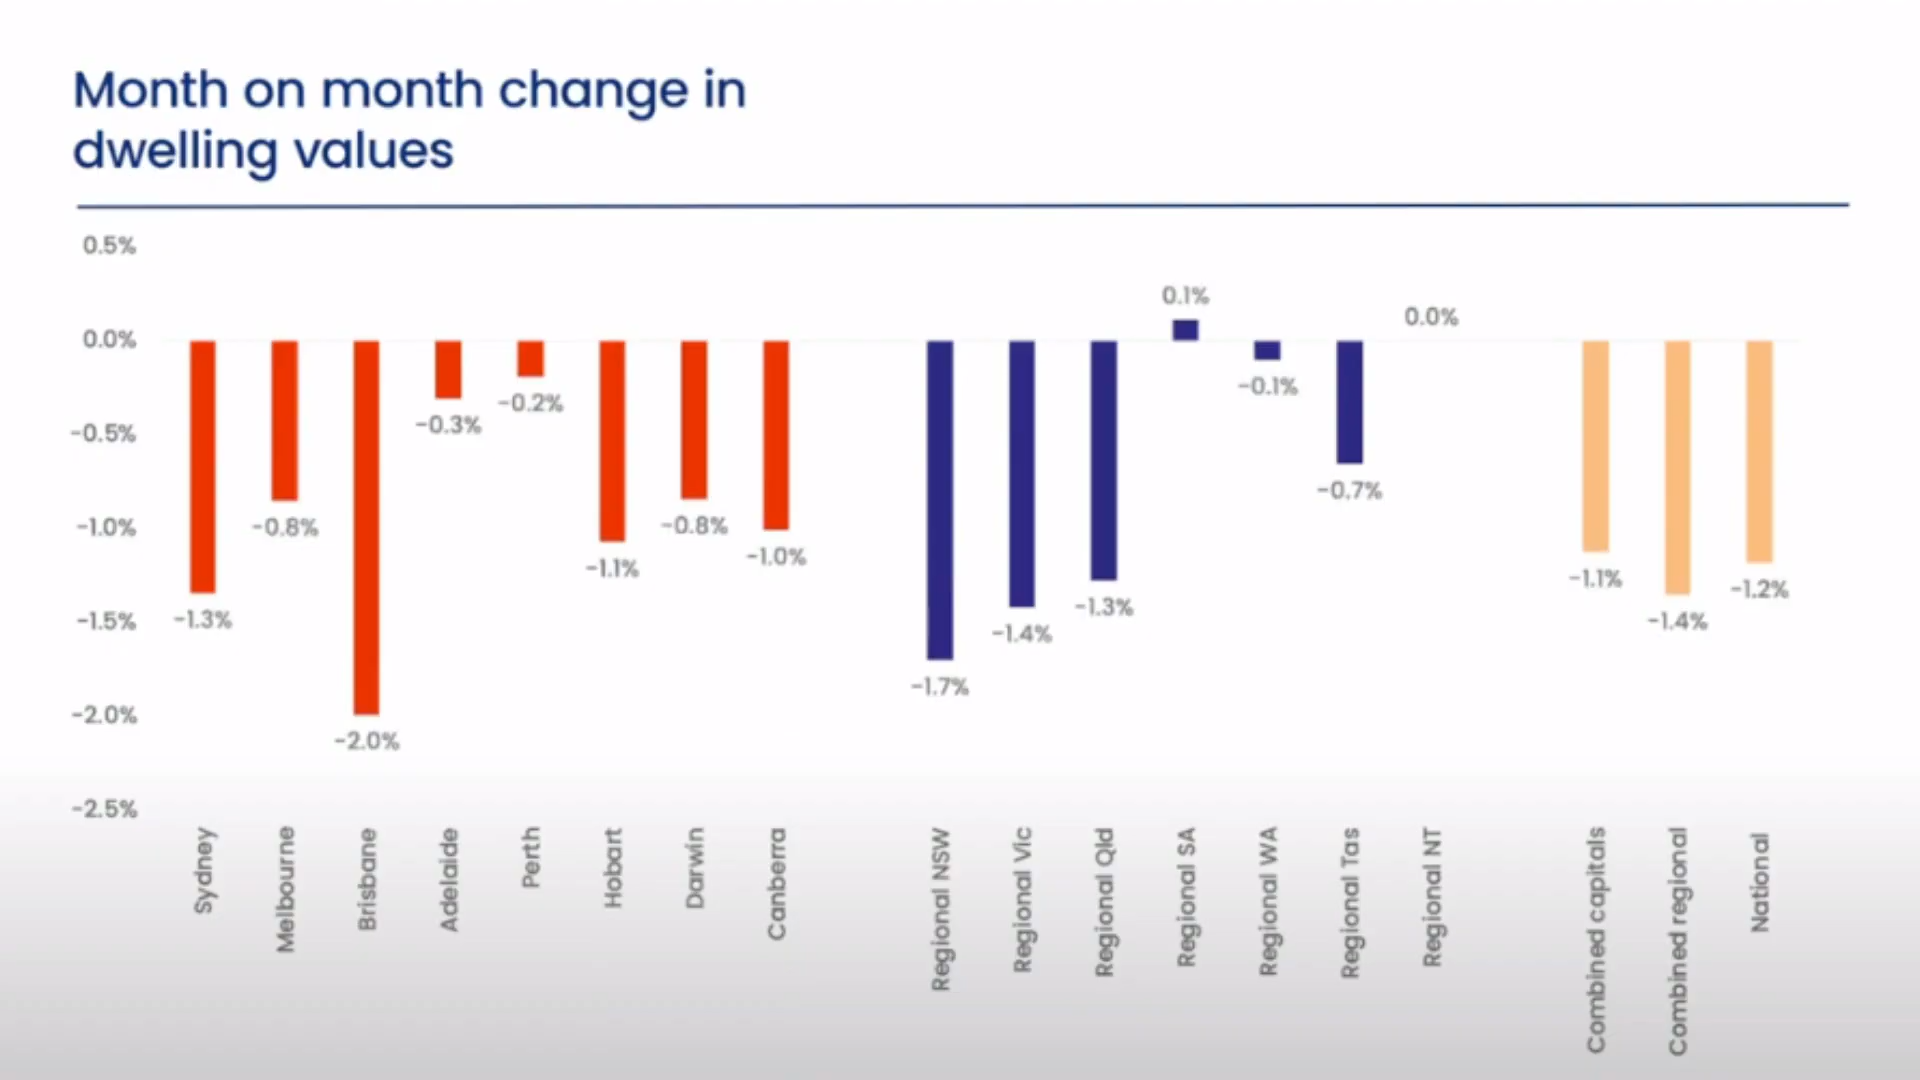 Month on month change in
dwelling values
0.5%
0.0%
-0.5%
-1.0%
-1.5%
-2.0%
-2.5%
-1.3%
-0.8%
-2.0%
-0.3%
-0.2%
-1.1%
-0.8%
-1.0%
-1.7%
-1.4%
-1.3%
0.1%
-0.1%
-0.7%
0.0%
-1.1%
-1.4%
-1.2%
Sydney
Melbourne
Brisbane
Adelaide
Perth
Hobart
Darwin
Canberra
Regional NSW
Regional Vic
Regional Qld
Regional SA
Regional WA
Regional Tas
Regional NT
Combined capitals
Combined regional
National